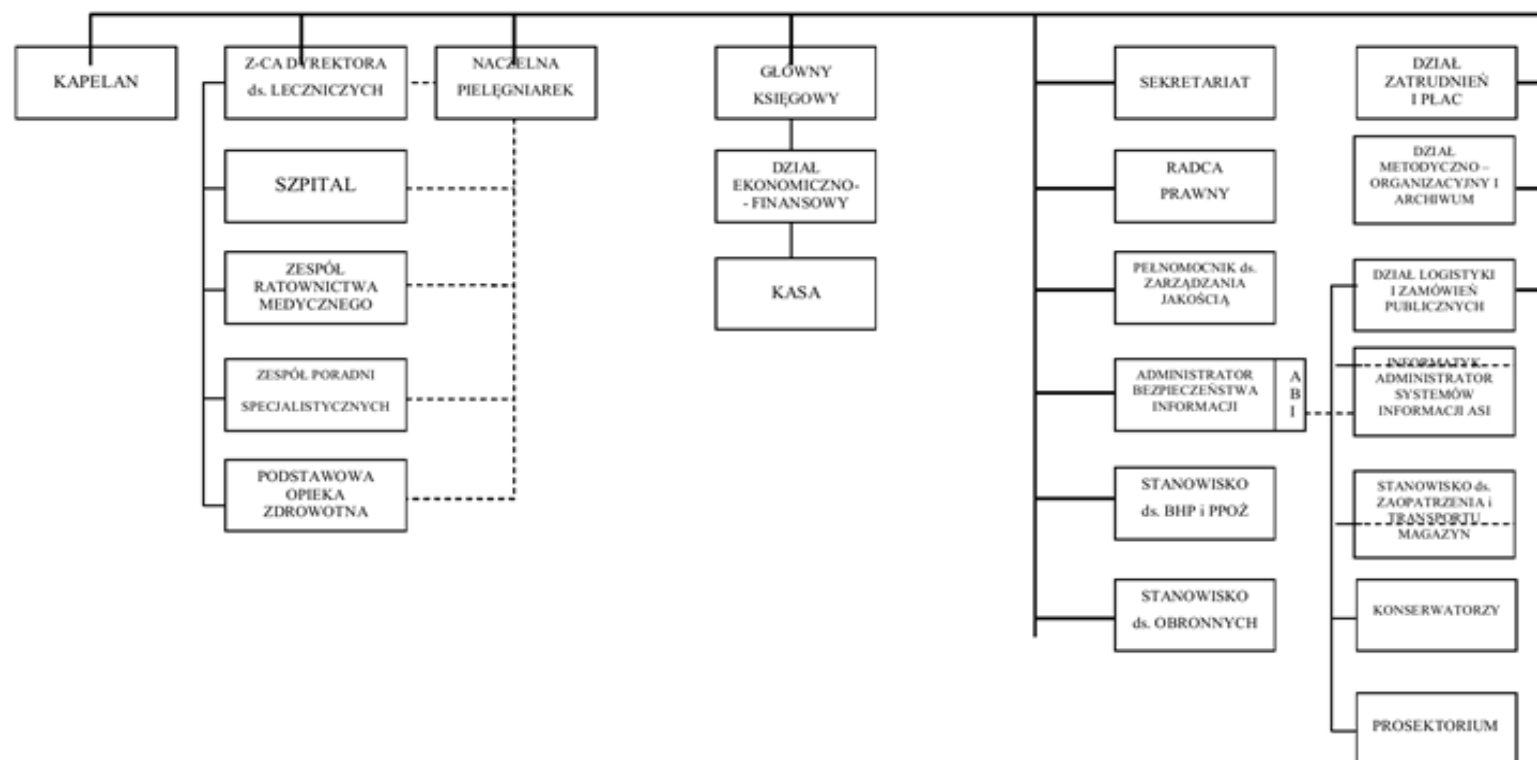 KAPELAN
Z-CA DYREKTORA
ds. LECZNICZYCH
NACZELNA
PIELĘGNIAREK
SZPITAL
ZESPÓŁ
RATOWNICTWA
MEDYCZNEGO
ZESPÓŁ PORADNI
SPECJALISTYCZNYCH
PODSTAWOWA
OPIEKA
ZDROWOTNA
GŁÓWNY
KSIĘGOWY
DZIAŁ
EKONOMICZNO-
- FINANSOWY
KASA
SEKRETARIAT
RADCA
PRAWNY
PEŁNOMOCNIK ds.
ZARZĄDZANIA
JAKOŚCIĄ
ADMINISTRATOR
BEZPIECZEŃSTWA
INFORMACJI
A
B
I
STANOWISKO
ds. BHP i PPOŻ
STANOWISKO
ds. OBRONNYCH
DZIAŁ
ZATRUDNIEŃ
I PŁAC
DZIAŁ
METODYCZNO –
ORGANIZACYJNY I
ARCHIWUM
DZIAŁ LOGISTYKI
I ZAMÓWIEŃ
PUBLICZNYCH
INFORMATYK
ADMINISTRATOR
SYSTEMÓW
INFORMACJI ASI
STANOWISKO ds.
ZAOPATRZENIA i
TRANSPORTU
MAGAZYN
KONSERWATORZY
PROSEKTORIUM